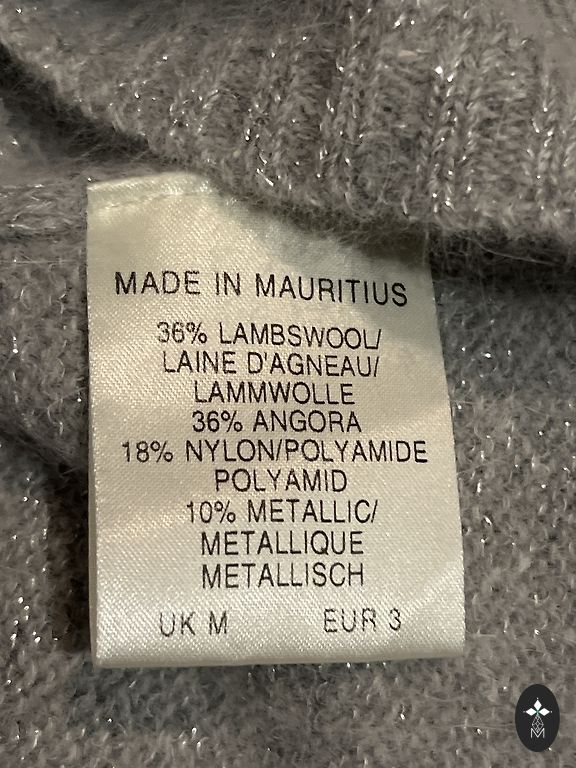 MADE IN MAURITIUS
36% LAMBSWOOL/
LAINE D'AGNEAU/
LAMMWOLLE
36% ANGORA
18% NYLON/POLYAMIDE
POLYAMID
10% METALLIC/
METALLIQUE
METALLISCH
UK M EUR 3
M